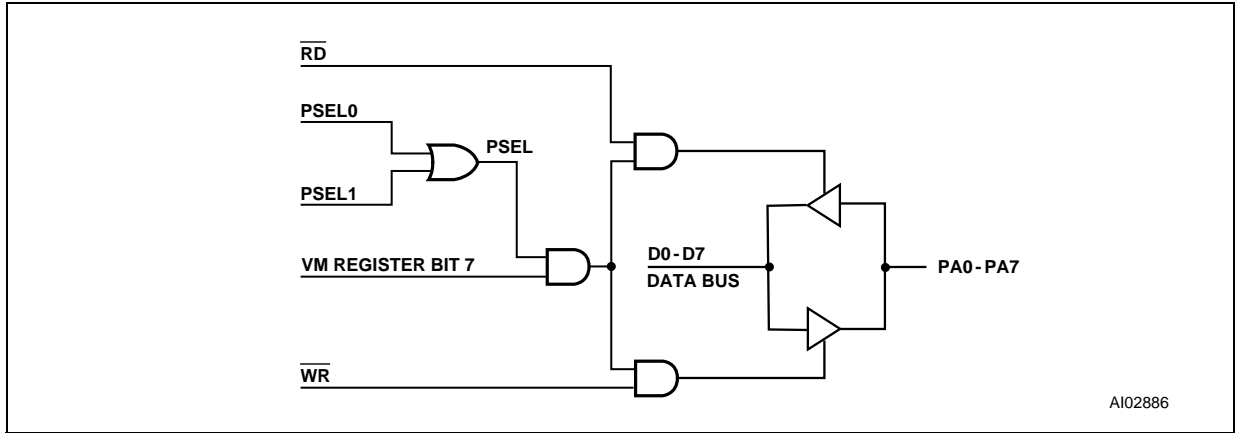 RD
PSEL0
PSEL
PSEL1
VM REGISTER BIT 7
D0-D7
DATA BUS
PA0-PA7
WR
AI02886